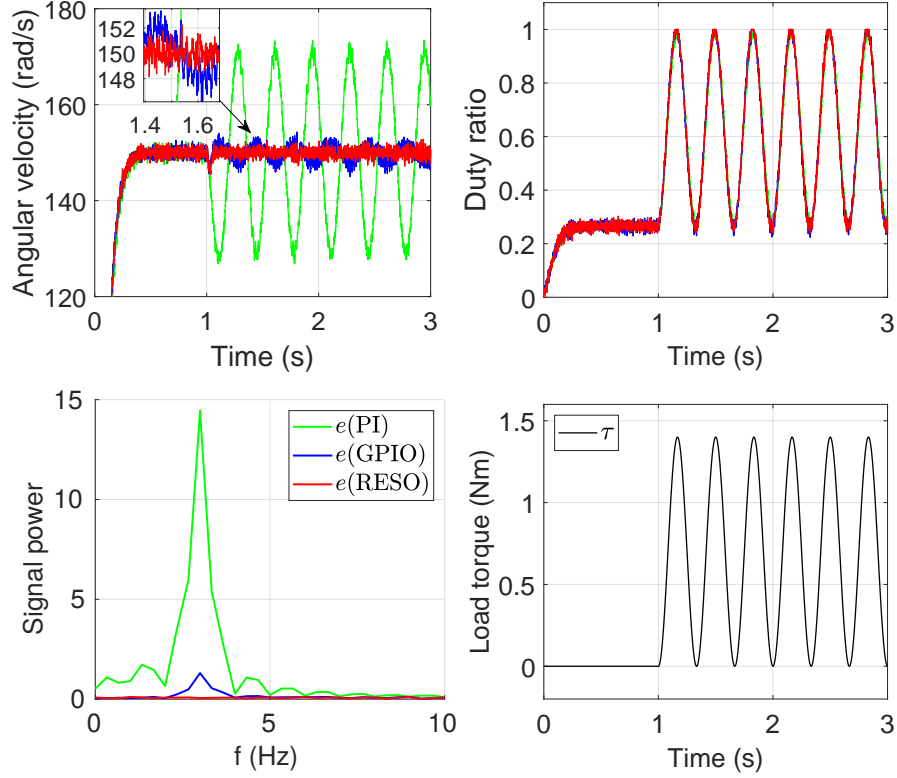 Angular velocity (rad/s)
180
160
140
120
152
150
148
1.4 1.6
0 1 2 3
Time (s)
Duty ratio
1
0.8
0.6
0.4
0.2
0
0 1 2 3
Time (s)
Signal power
15
10
5
0
e(PI)
e(GPIO)
e(RESO)
0 5 10
f (Hz)
Load torque (Nm)
1.5
1
0.5
0
τ
0 1 2 3
Time (s)